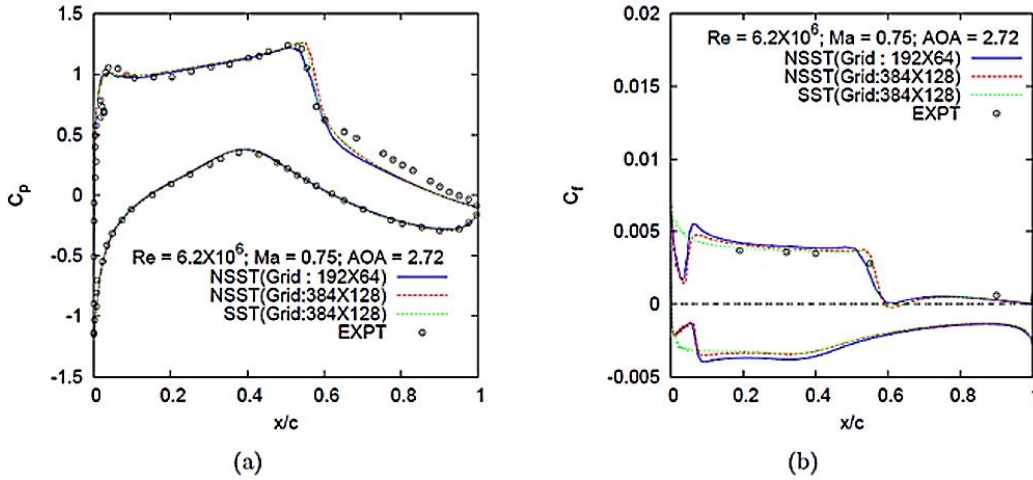 1.5
1
0.5
0
-0.5
-1
-1.5
Cp
Re = 6.2X10^6; Ma = 0.75; AOA = 2.72
NSST(Grid : 192X64)
NSST(Grid:384X128)
SST(Grid:384X128)
EXPT
0 0.2 0.4 0.6 0.8 1
x/c
(a)
0.02
0.015
0.01
0.005
0
-0.005
Cf
Re = 6.2X10^6; Ma = 0.75; AOA = 2.72
NSST(Grid : 192X64)
NSST(Grid:384X128)
SST(Grid:384X128)
EXPT
0 0.2 0.4 0.6 0.8 1
x/c
(b)